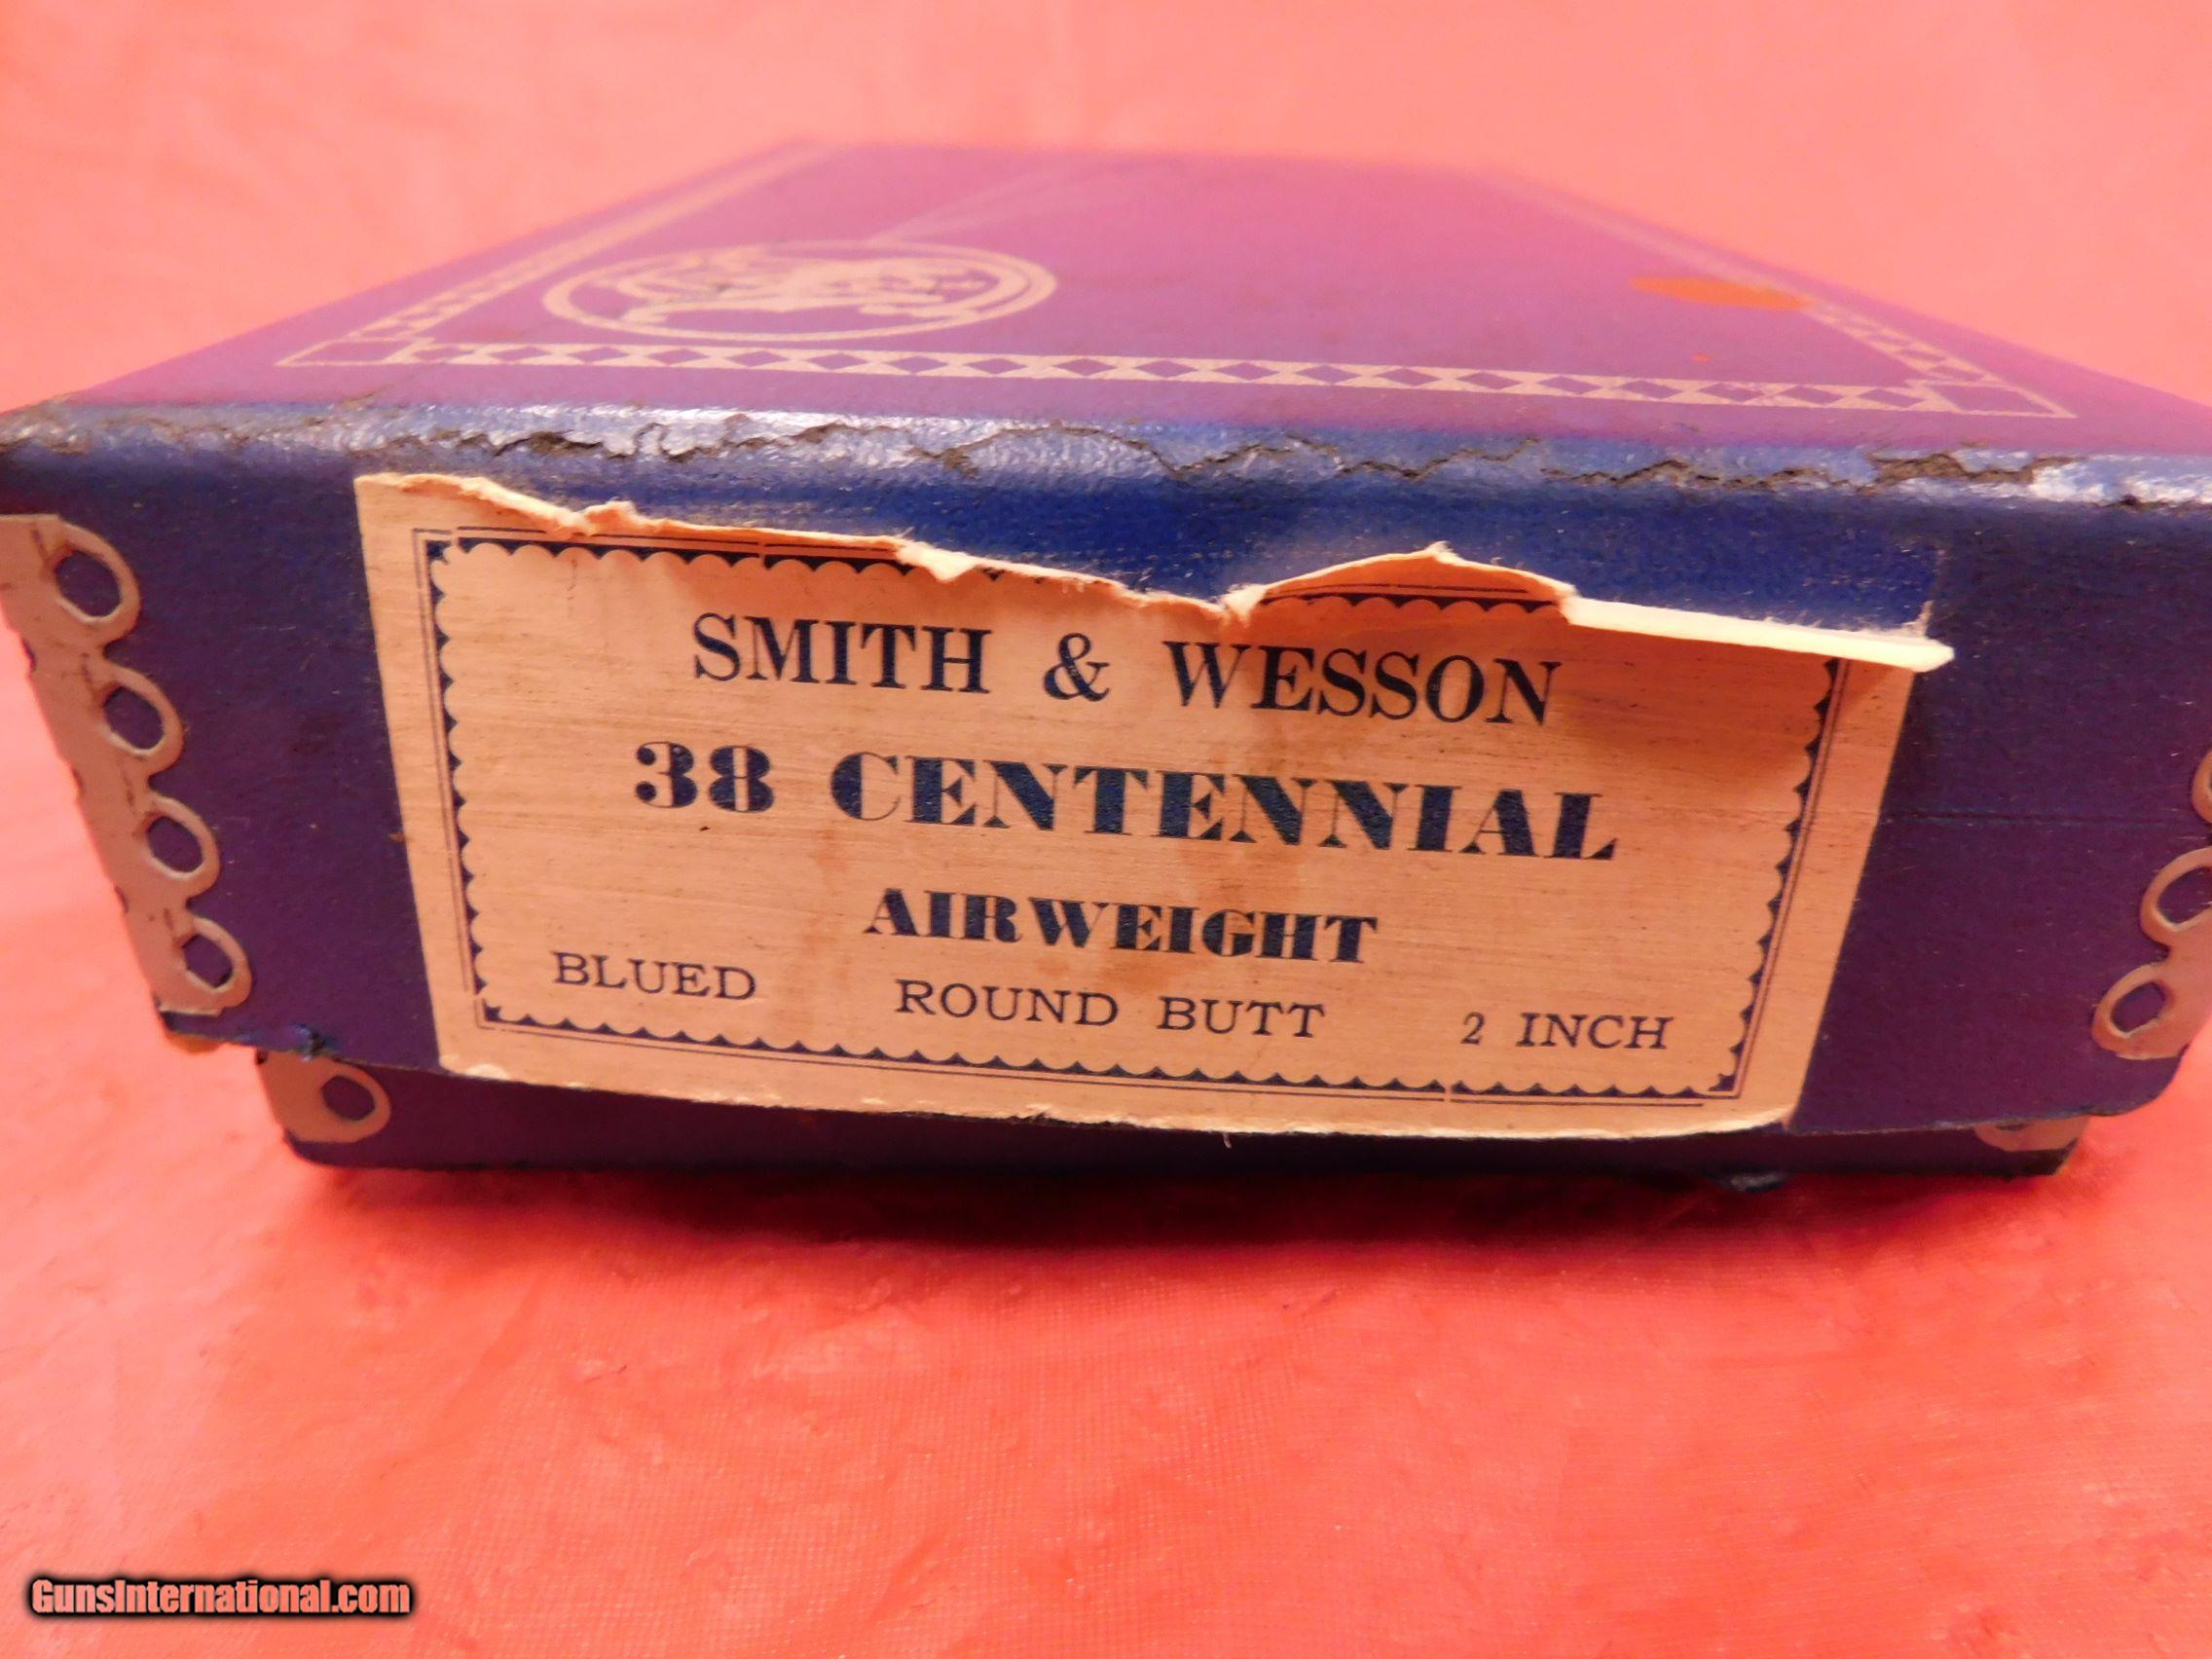 SMITH & WESSON
38 CENTENNIAL
AIRWEIGHT
BLUED ROUND BUTT 2 INCH
GunsInternational.com